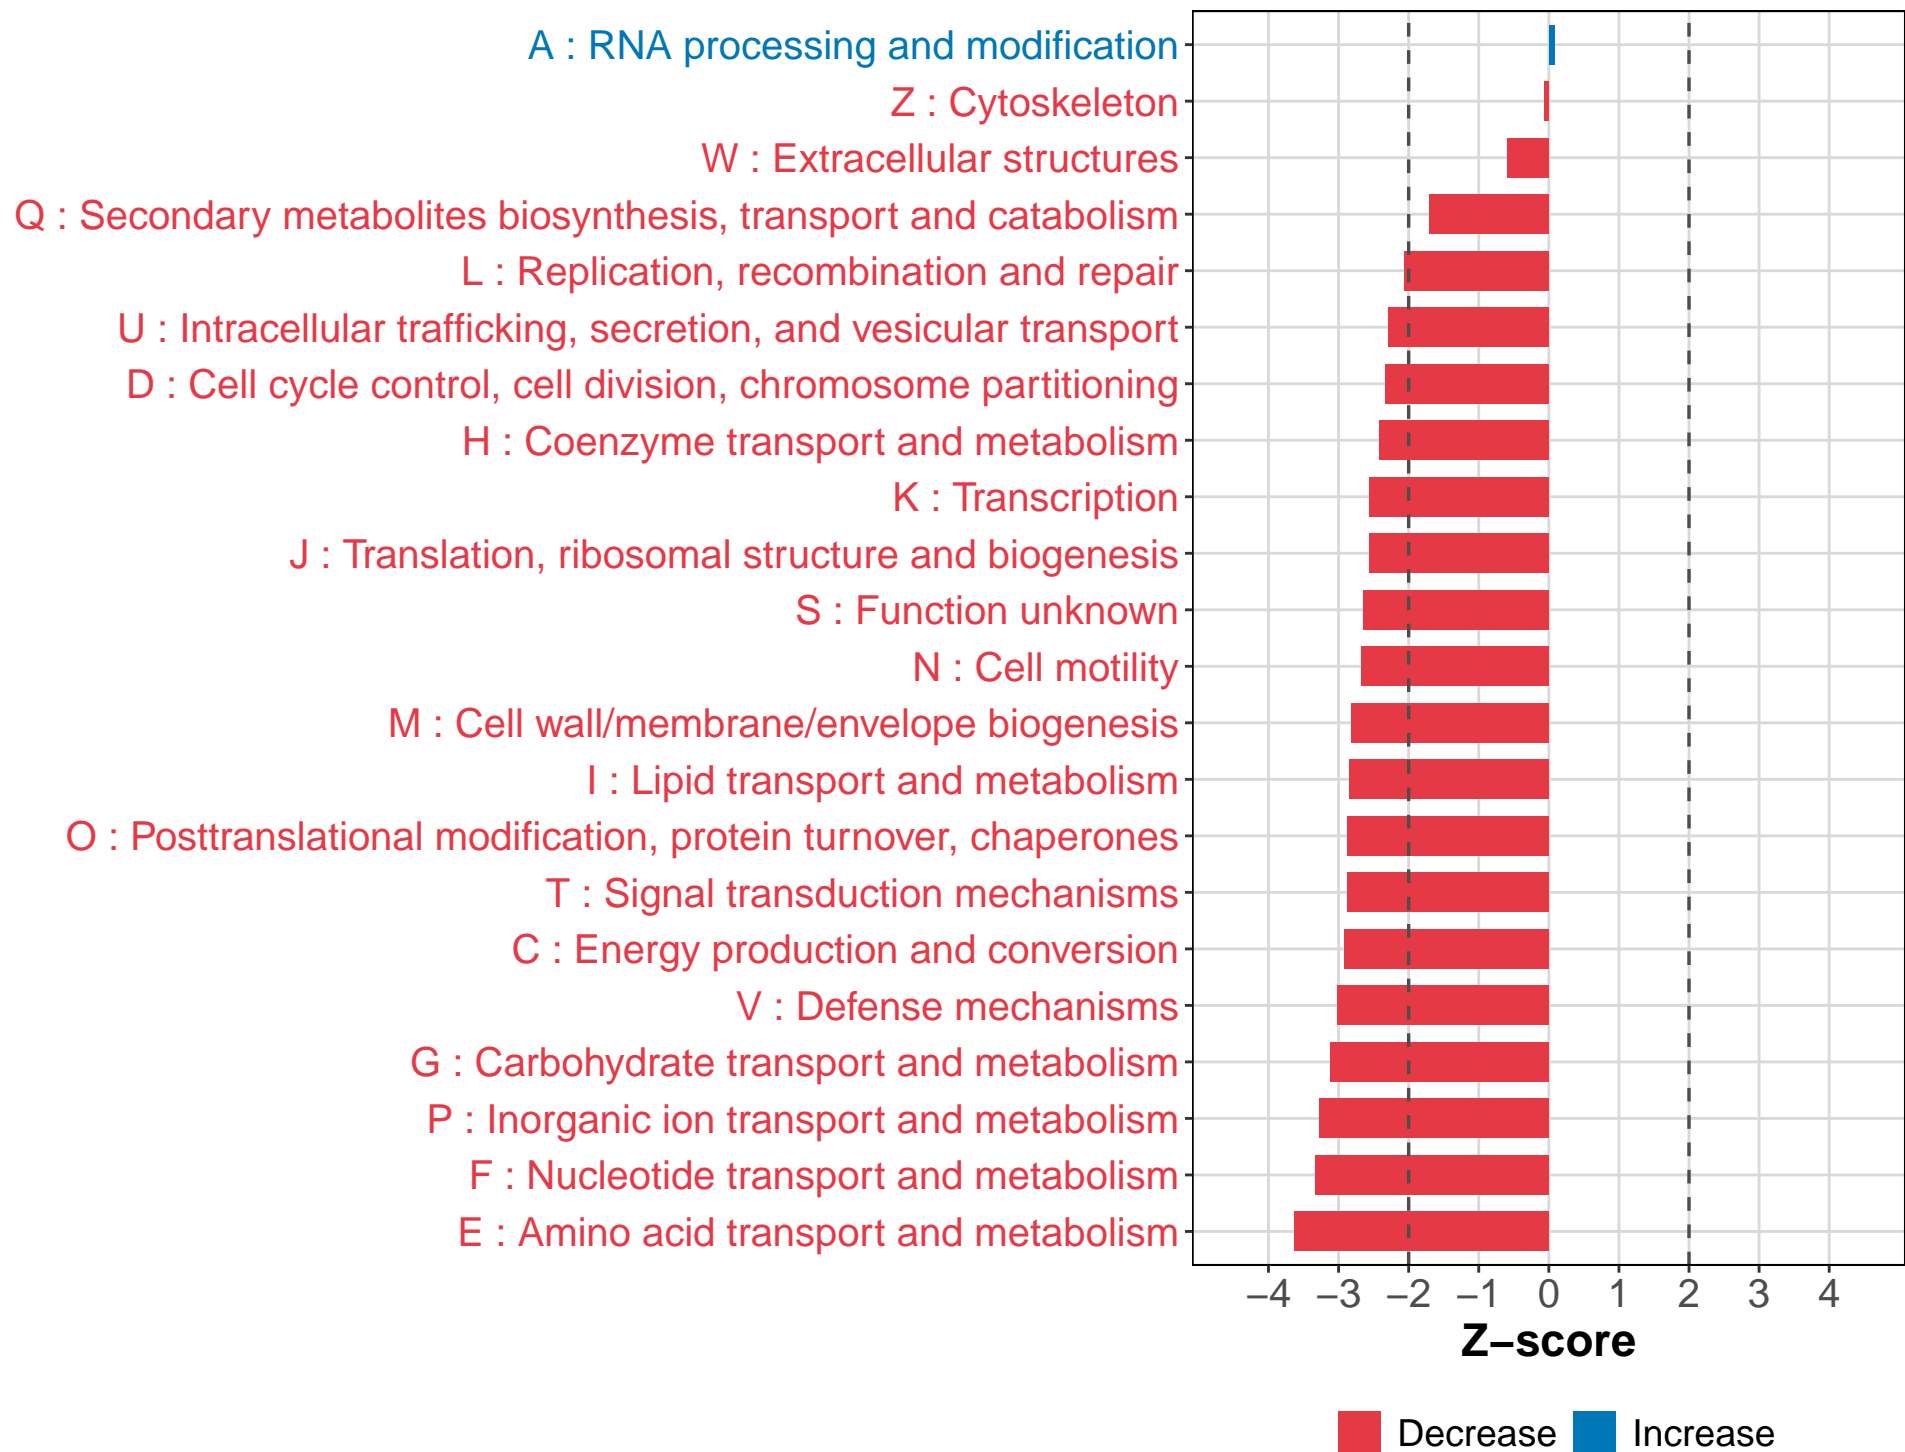 A : RNA processing and modification
Z : Cytoskeleton
W : Extracellular structures
Q : Secondary metabolites biosynthesis, transport and catabolism
L : Replication, recombination and repair
U : Intracellular trafficking, secretion, and vesicular transport
D : Cell cycle control, cell division, chromosome partitioning
H : Coenzyme transport and metabolism
K : Transcription
J : Translation, ribosomal structure and biogenesis
S : Function unknown
N : Cell motility
M : Cell wall/membrane/envelope biogenesis
I : Lipid transport and metabolism
O : Posttranslational modification, protein turnover, chaperones
T : Signal transduction mechanisms
C : Energy production and conversion
V : Defense mechanisms
G : Carbohydrate transport and metabolism
P : Inorganic ion transport and metabolism
F : Nucleotide transport and metabolism
E : Amino acid transport and metabolism
−4 −3 −2 −1 0 1 2 3 4
Z−score
Decrease Increase